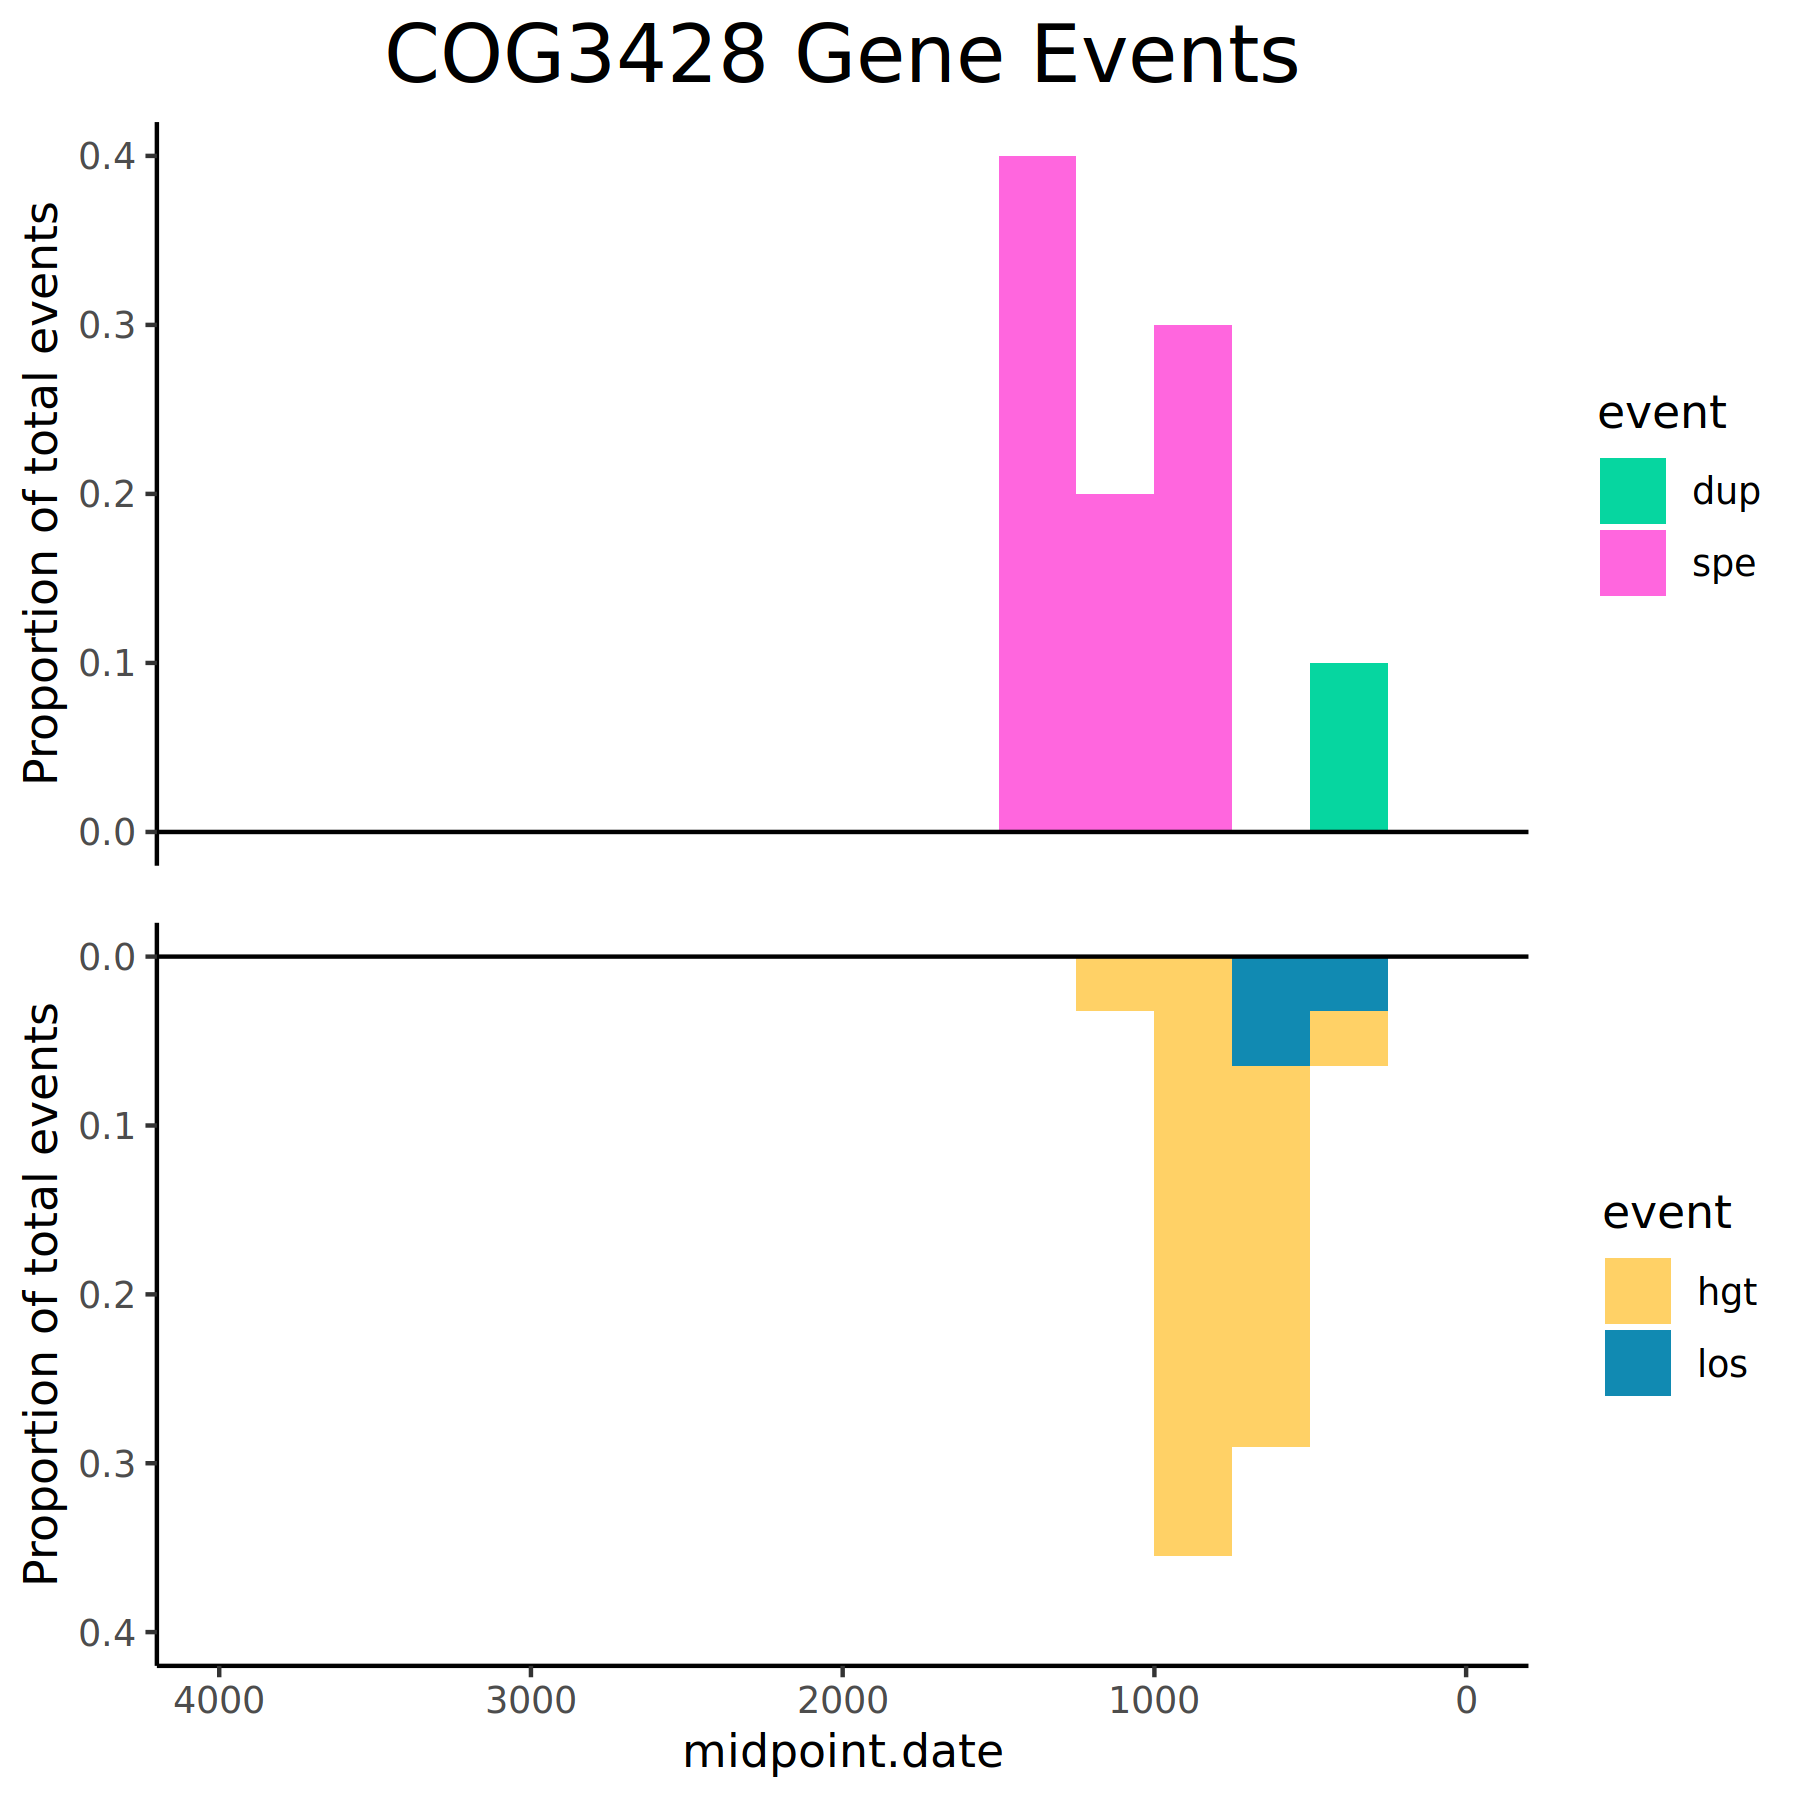 COG3428 Gene Events
Proportion of total events
0.4
0.3
0.2
0.1
0.0
event
dup
spe
Proportion of total events
0.0
0.1
0.2
0.3
0.4
event
hgt
los
4000 3000 2000 1000 0
midpoint.date